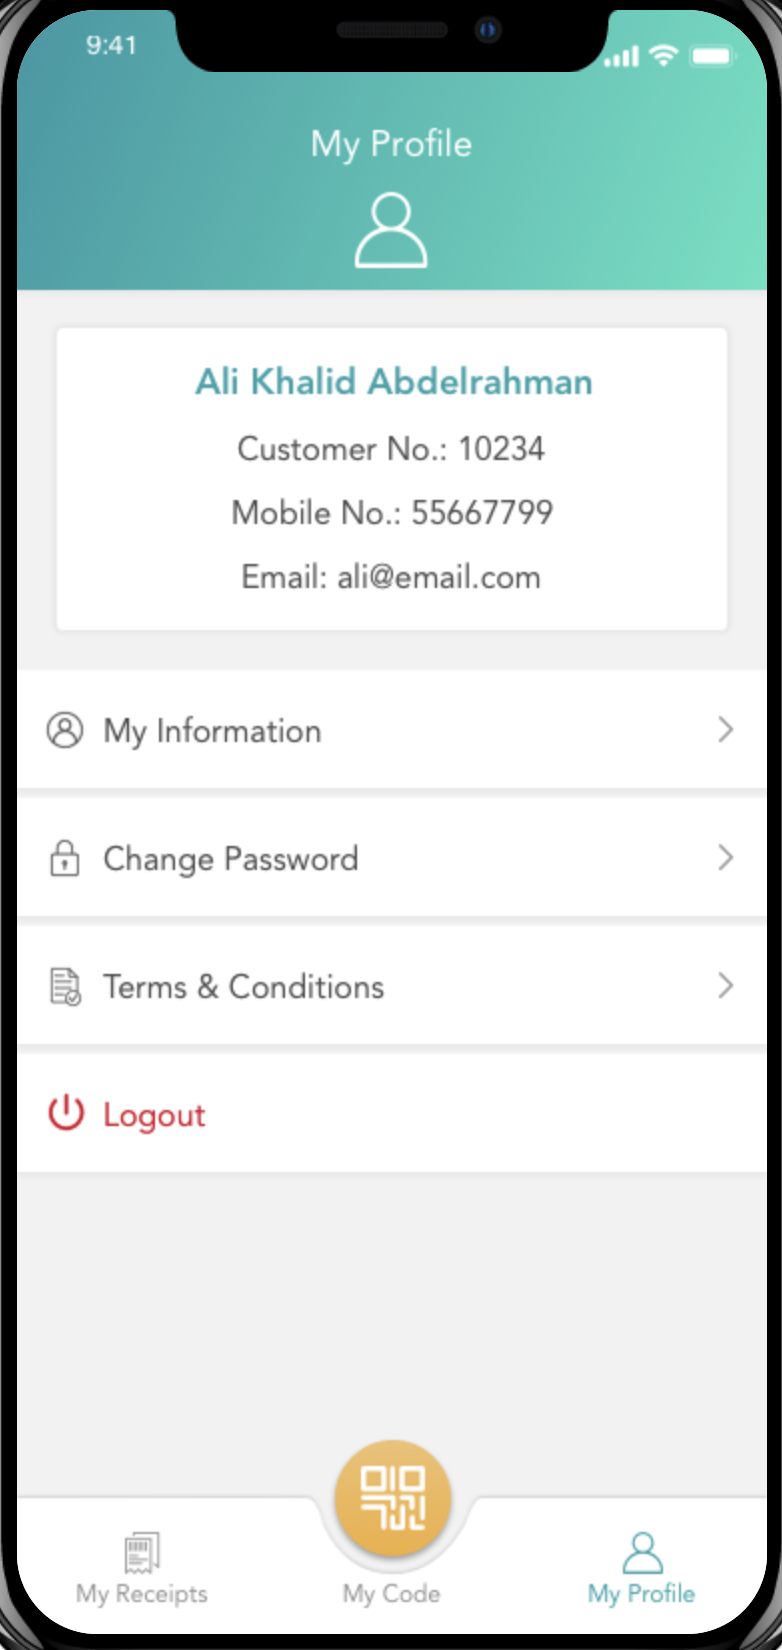 9:41
My Profile
Ali Khalid Abdelrahman
Customer No.: 10234
Mobile No.: 55667799
Email: ali@email.com
My Information
Change Password
Terms & Conditions
Logout
My Receipts
My Code
My Profile